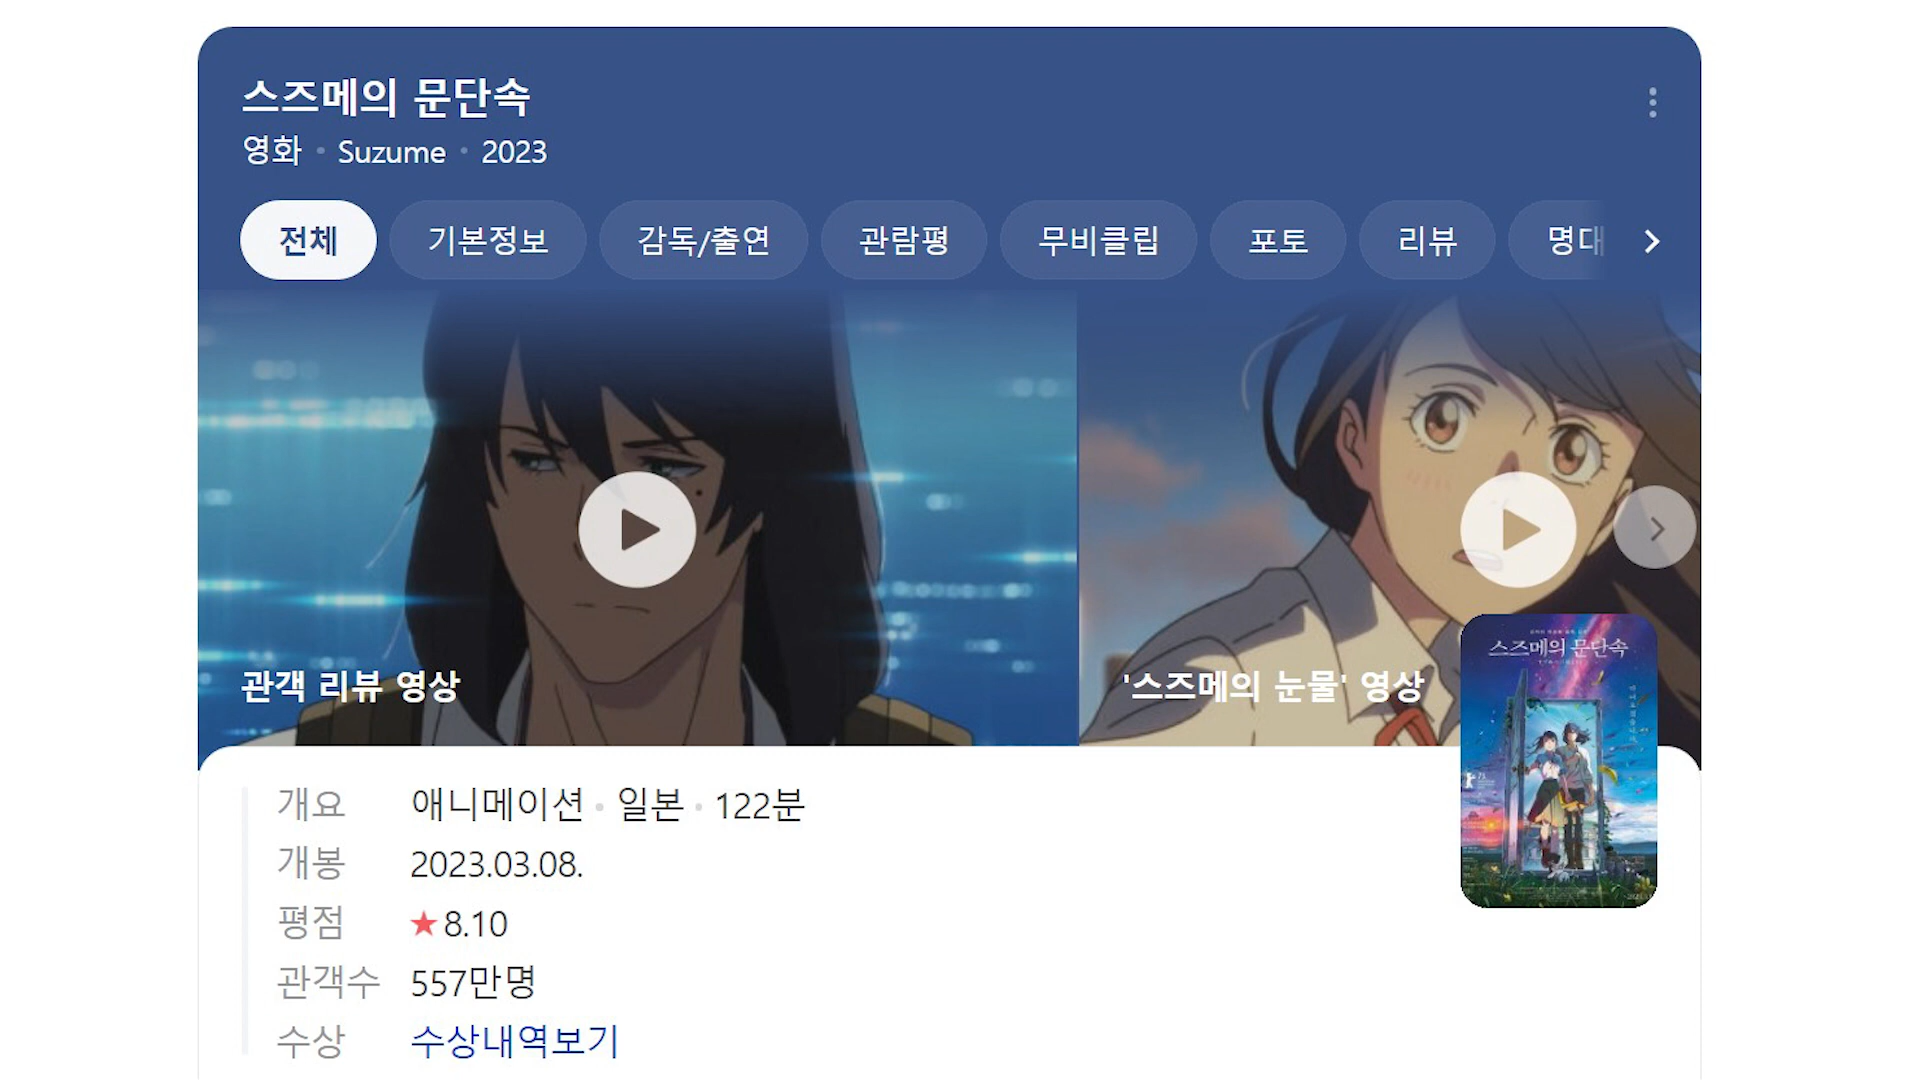 스즈메의 문단속
영화 · Suzume · 2023
전체 기본정보 감독/출연 관람평 무비클립 포토 리뷰 명대
관객 리뷰 영상
'스즈메의 눈물' 영상
스즈메의 문단속
개요 애니메이션 · 일본 · 122분
개봉 2023.03.08.
평점 ★8.10
관객수 557만명
수상 수상내역보기